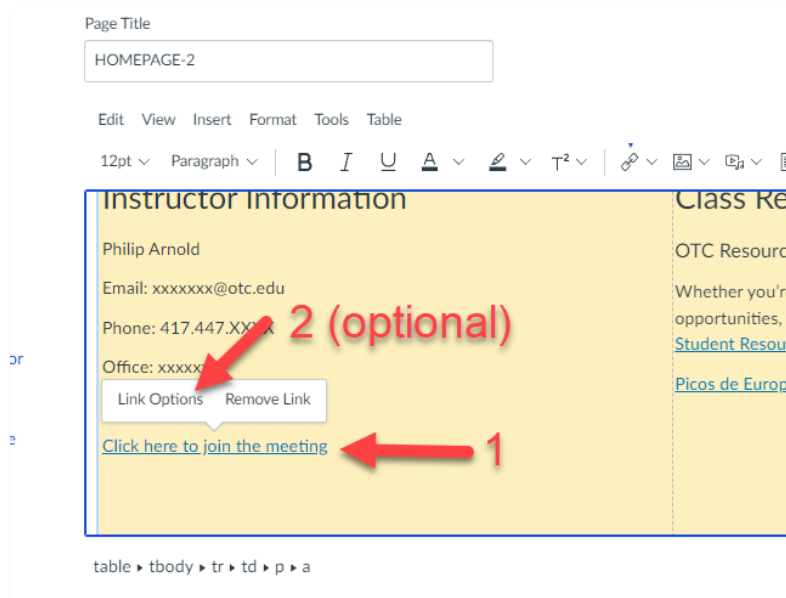 Page Title
HOMEPAGE-2
Edit View Insert Format Tools Table
12pt Paragraph B I U A T²
Instructor Information
Class Re
Philip Arnold
OTC Resourc
Email: xxxxxxx@otc.edu
Whether you'r
Phone: 417.447.XXXX
2 (optional)
opportunities,
Student Resou
or
Office: xxxxx
Picos de Europ
Link Options Remove Link
e
Click here to join the meeting
1
table ▸ tbody ▸ tr ▸ td ▸ p ▸ a